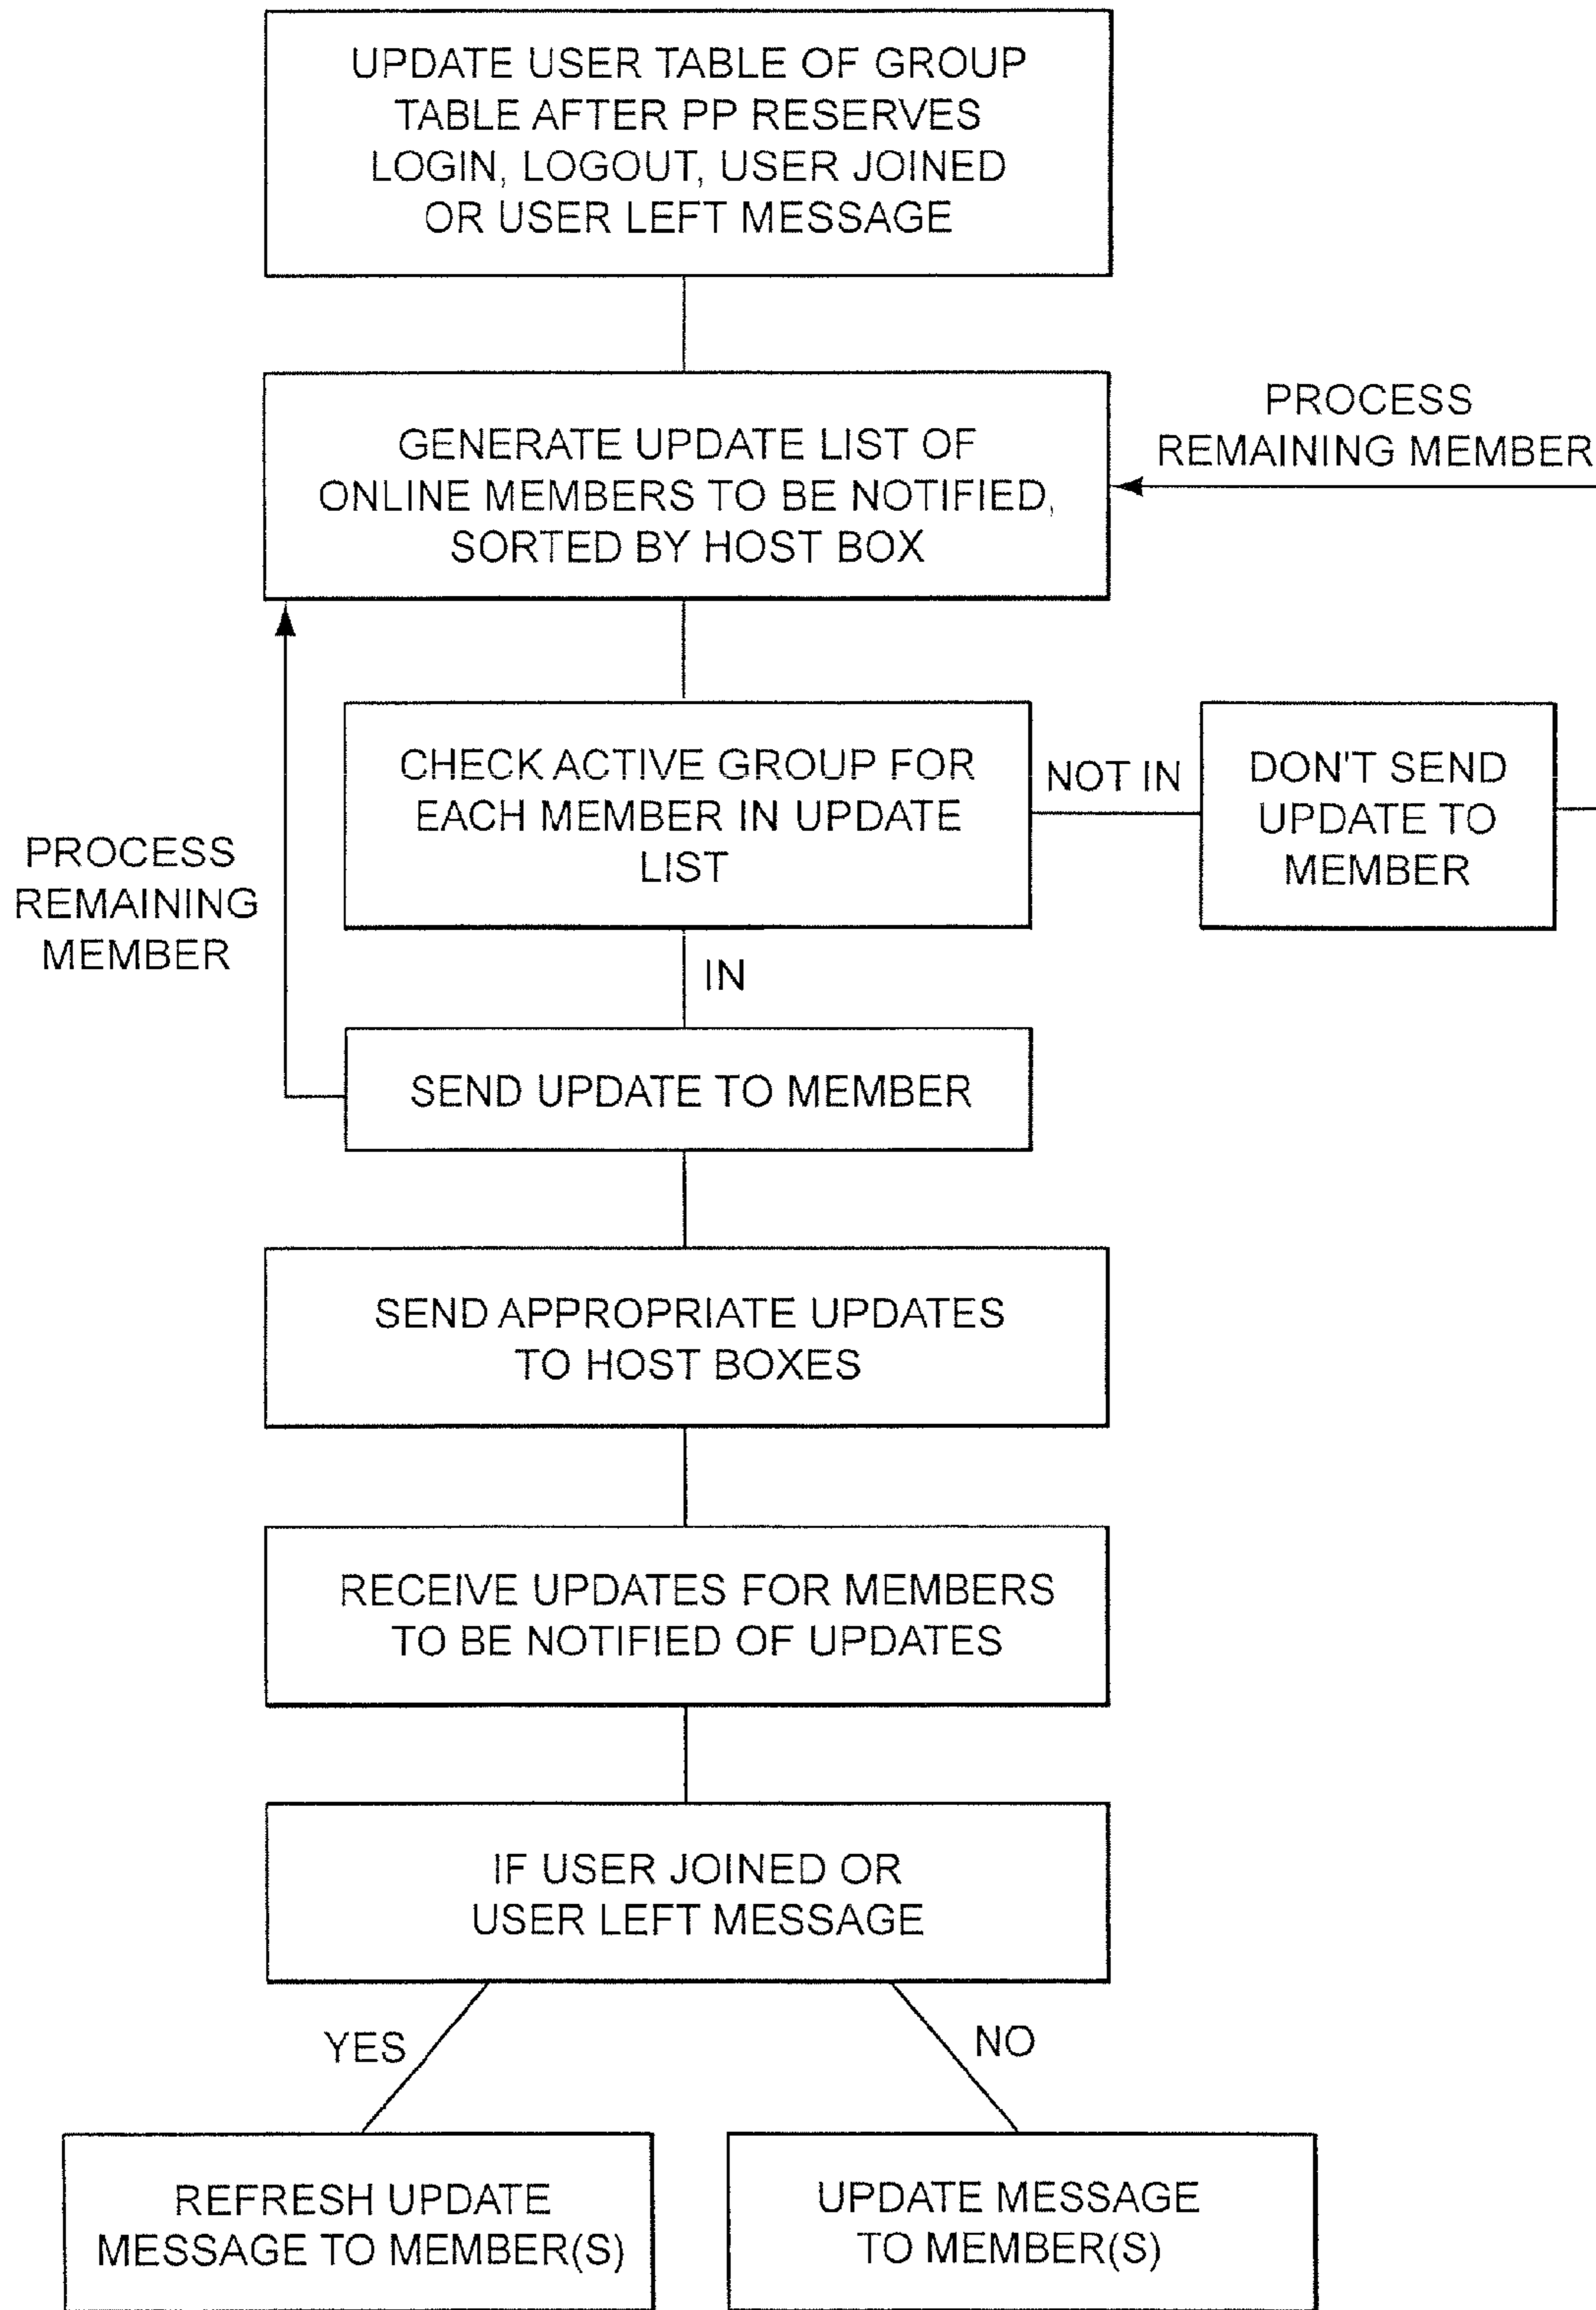 UPDATE USER TABLE OF GROUP
TABLE AFTER PP RESERVES
LOGIN, LOGOUT, USER JOINED
OR USER LEFT MESSAGE
GENERATE UPDATE LIST OF
ONLINE MEMBERS TO BE NOTIFIED,
SORTED BY HOST BOX
PROCESS
REMAINING MEMBER
CHECK ACTIVE GROUP FOR
EACH MEMBER IN UPDATE
LIST
NOT IN
DON'T SEND
UPDATE TO
MEMBER
PROCESS
REMAINING
MEMBER
IN
SEND UPDATE TO MEMBER
SEND APPROPRIATE UPDATES
TO HOST BOXES
RECEIVE UPDATES FOR MEMBERS
TO BE NOTIFIED OF UPDATES
IF USER JOINED OR
USER LEFT MESSAGE
YES
NO
REFRESH UPDATE
MESSAGE TO MEMBER(S)
UPDATE MESSAGE
TO MEMBER(S)